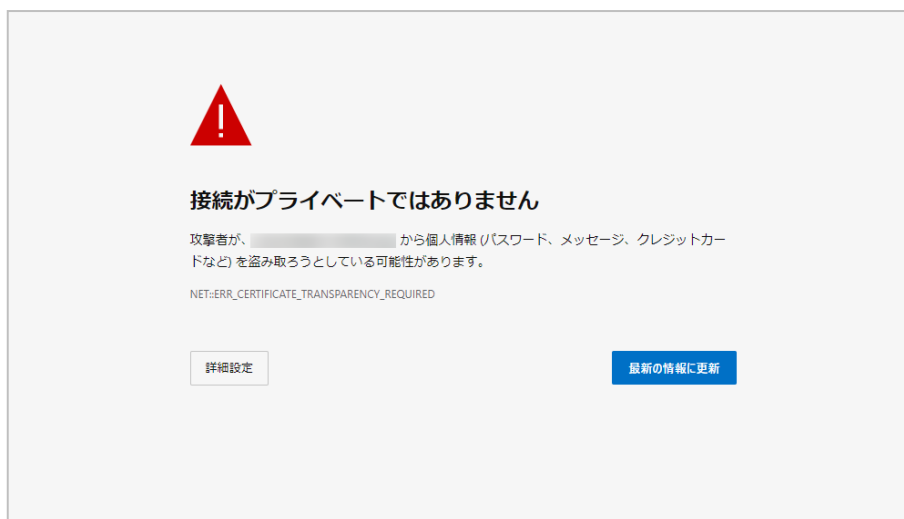 接続がプライベートではありません
攻撃者が、 から個人情報 (パスワード、メッセージ、クレジットカー
ドなど) を盗み取ろうとしている可能性があります。
NET::ERR_CERTIFICATE_TRANSPARENCY_REQUIRED
詳細設定
最新の情報に更新